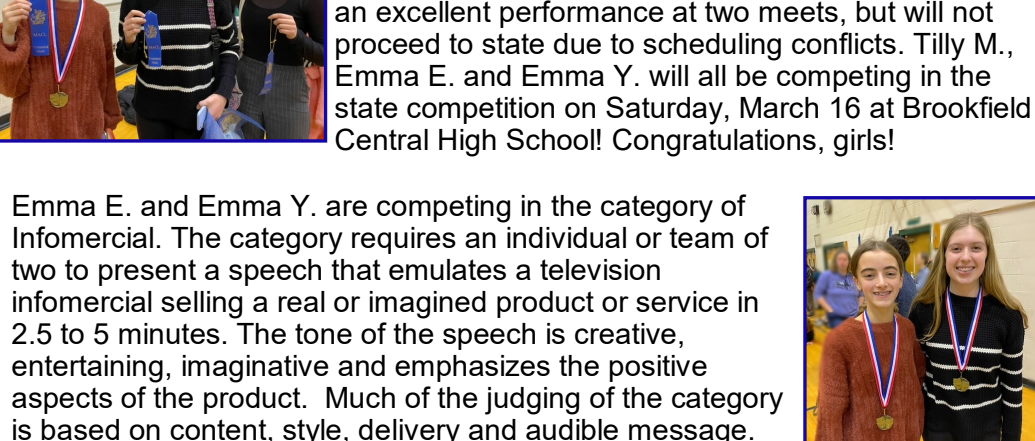 an excellent performance at two meets, but will not
proceed to state due to scheduling conflicts. Tilly M.,
Emma E. and Emma Y. will all be competing in the
state competition on Saturday, March 16 at Brookfield
Central High School! Congratulations, girls!
Emma E. and Emma Y. are competing in the category of
Infomercial. The category requires an individual or team of
two to present a speech that emulates a television
infomercial selling a real or imagined product or service in
2.5 to 5 minutes. The tone of the speech is creative,
entertaining, imaginative and emphasizes the positive
aspects of the product.  Much of the judging of the category
is based on content, style, delivery and audible message.